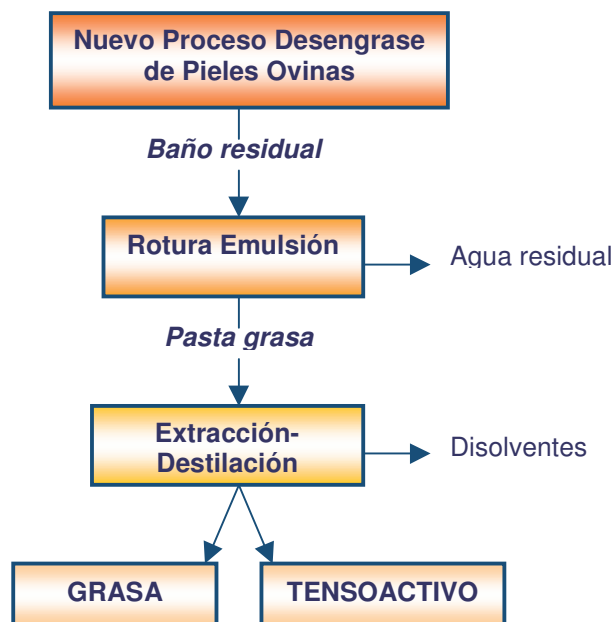 Nuevo Proceso Desengrase
de Pieles Ovinas
Baño residual
Rotura Emulsión
Agua residual
Pasta grasa
Extracción-
Destilación
Disolventes
GRASA
TENSOACTIVO